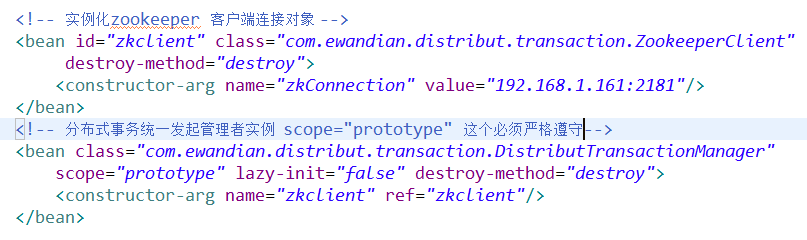 <!-- 实例化zookeeper 客户端连接对象 -->
<bean id="zkclient" class="com.ewandian.distribut.transaction.ZookeeperClient"
destroy-method="destroy">
<constructor-arg name="zkConnection" value="192.168.1.161:2181"/>
</bean>
<!-- 分布式事务统一发起管理者实例 scope="prototype" 这个必须严格遵守-->
<bean class="com.ewandian.distribut.transaction.DistributTransactionManager"
scope="prototype" lazy-init="false" destroy-method="destroy">
<constructor-arg name="zkclient" ref="zkclient"/>
</bean>